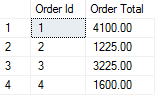 Order Id Order Total
1 1 4100.00
2 2 1225.00
3 3 3225.00
4 4 1600.00